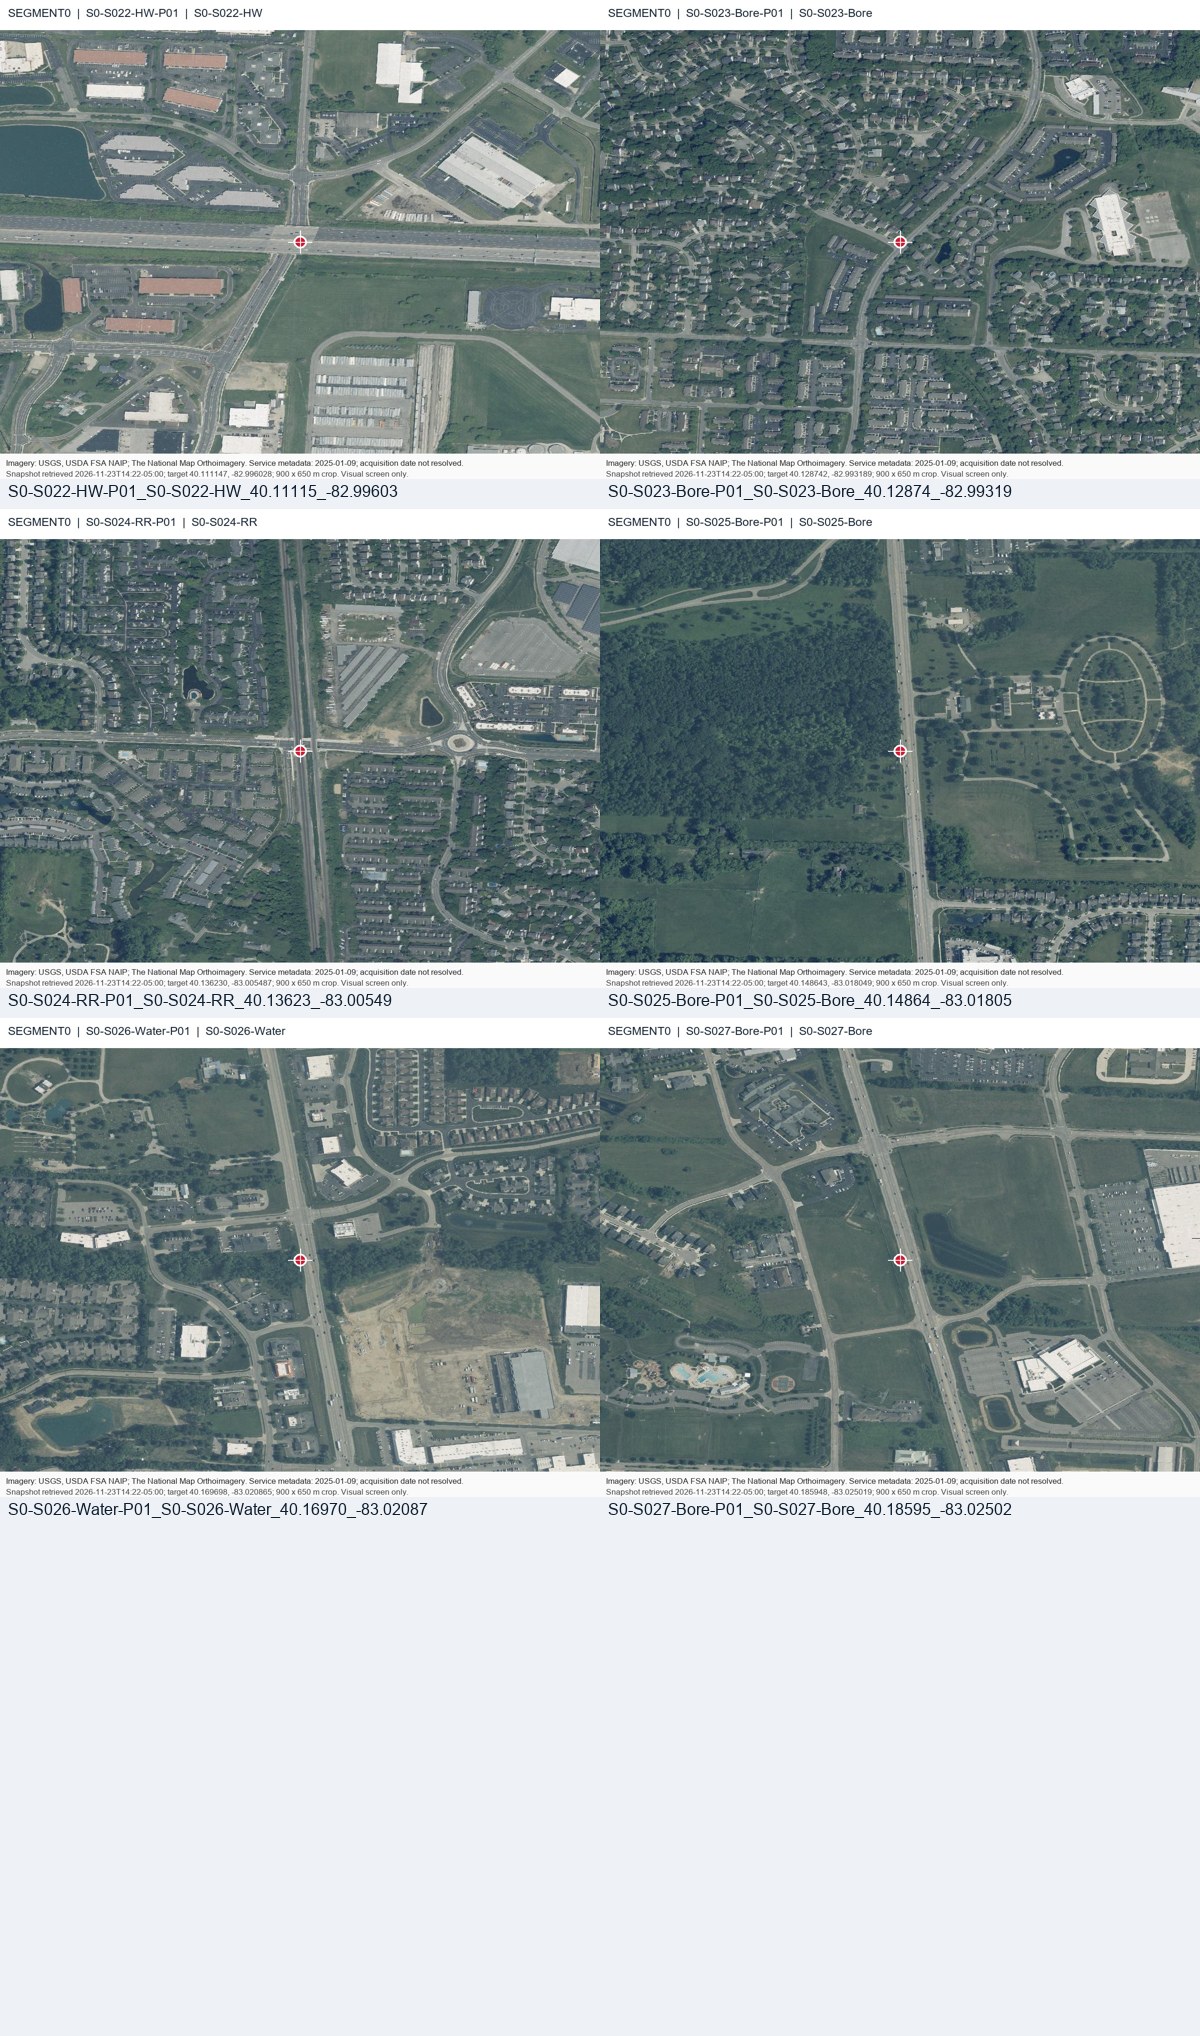 SEGMENT0 | S0-S022-HW-P01 | S0-S022-HW
Imagery: USGS, USDA FSA NAIP; The National Map Orthoimagery. Service metadata: 2025-01-09; acquisition date not resolved.
Snapshot retrieved 2026-11-23T14:22-05:00; target 40.111147, -82.996028; 900 x 650 m crop. Visual screen only.
S0-S022-HW-P01_S0-S022-HW_40.11115_-82.99603
SEGMENT0 | S0-S023-Bore-P01 | S0-S023-Bore
Imagery: USGS, USDA FSA NAIP; The National Map Orthoimagery. Service metadata: 2025-01-09; acquisition date not resolved.
Snapshot retrieved 2026-11-23T14:22-05:00; target 40.128742, -82.993189; 900 x 650 m crop. Visual screen only.
S0-S023-Bore-P01_S0-S023-Bore_40.12874_-82.99319
SEGMENT0 | S0-S024-RR-P01 | S0-S024-RR
Imagery: USGS, USDA FSA NAIP; The National Map Orthoimagery. Service metadata: 2025-01-09; acquisition date not resolved.
Snapshot retrieved 2026-11-23T14:22-05:00; target 40.136230, -83.005487; 900 x 650 m crop. Visual screen only.
S0-S024-RR-P01_S0-S024-RR_40.13623_-83.00549
SEGMENT0 | S0-S025-Bore-P01 | S0-S025-Bore
Imagery: USGS, USDA FSA NAIP; The National Map Orthoimagery. Service metadata: 2025-01-09; acquisition date not resolved.
Snapshot retrieved 2026-11-23T14:22-05:00; target 40.148643, -83.018049; 900 x 650 m crop. Visual screen only.
S0-S025-Bore-P01_S0-S025-Bore_40.14864_-83.01805
SEGMENT0 | S0-S026-Water-P01 | S0-S026-Water
Imagery: USGS, USDA FSA NAIP; The National Map Orthoimagery. Service metadata: 2025-01-09; acquisition date not resolved.
Snapshot retrieved 2026-11-23T14:22-05:00; target 40.169698, -83.020865; 900 x 650 m crop. Visual screen only.
S0-S026-Water-P01_S0-S026-Water_40.16970_-83.02087
SEGMENT0 | S0-S027-Bore-P01 | S0-S027-Bore
Imagery: USGS, USDA FSA NAIP; The National Map Orthoimagery. Service metadata: 2025-01-09; acquisition date not resolved.
Snapshot retrieved 2026-11-23T14:22-05:00; target 40.185948, -83.025019; 900 x 650 m crop. Visual screen only.
S0-S027-Bore-P01_S0-S027-Bore_40.18595_-83.02502